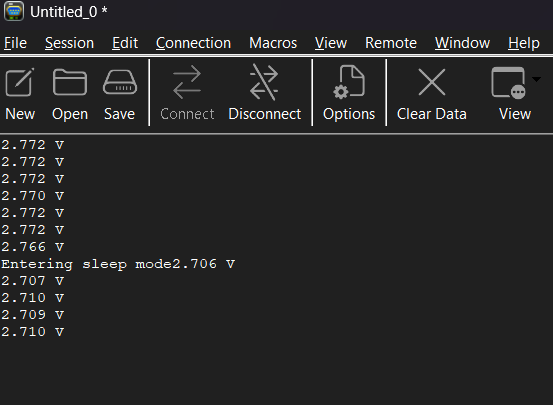 Untitled_0 *
File Session Edit Connection Macros View Remote Window Help
New Open Save Connect Disconnect Options Clear Data View
2.772 V
2.772 V
2.772 V
2.770 V
2.772 V
2.772 V
2.766 V
Entering sleep mode2.706 V
2.707 V
2.710 V
2.709 V
2.710 V